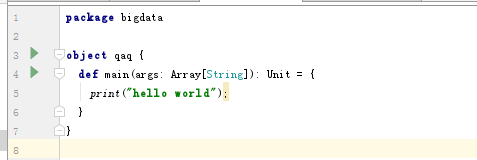 1 package bigdata
2
3 object qaq {
4 def main(args: Array[String]): Unit = {
5 print("hello world");
6 }
7 }
8